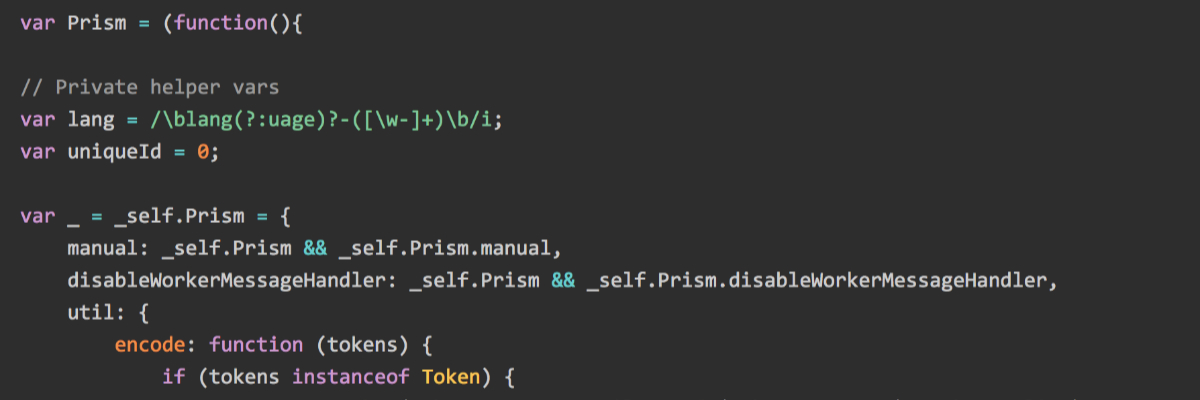 var Prism = (function(){
// Private helper vars
var lang = /\blang(?:uage)?-([\w-]+)\b/i;
var uniqueId = 0;
var _ = _self.Prism = {
    manual: _self.Prism && _self.Prism.manual,
    disableWorkerMessageHandler: _self.Prism && _self.Prism.disableWorkerMessageHandler,
    util: {
        encode: function (tokens) {
            if (tokens instanceof Token) {